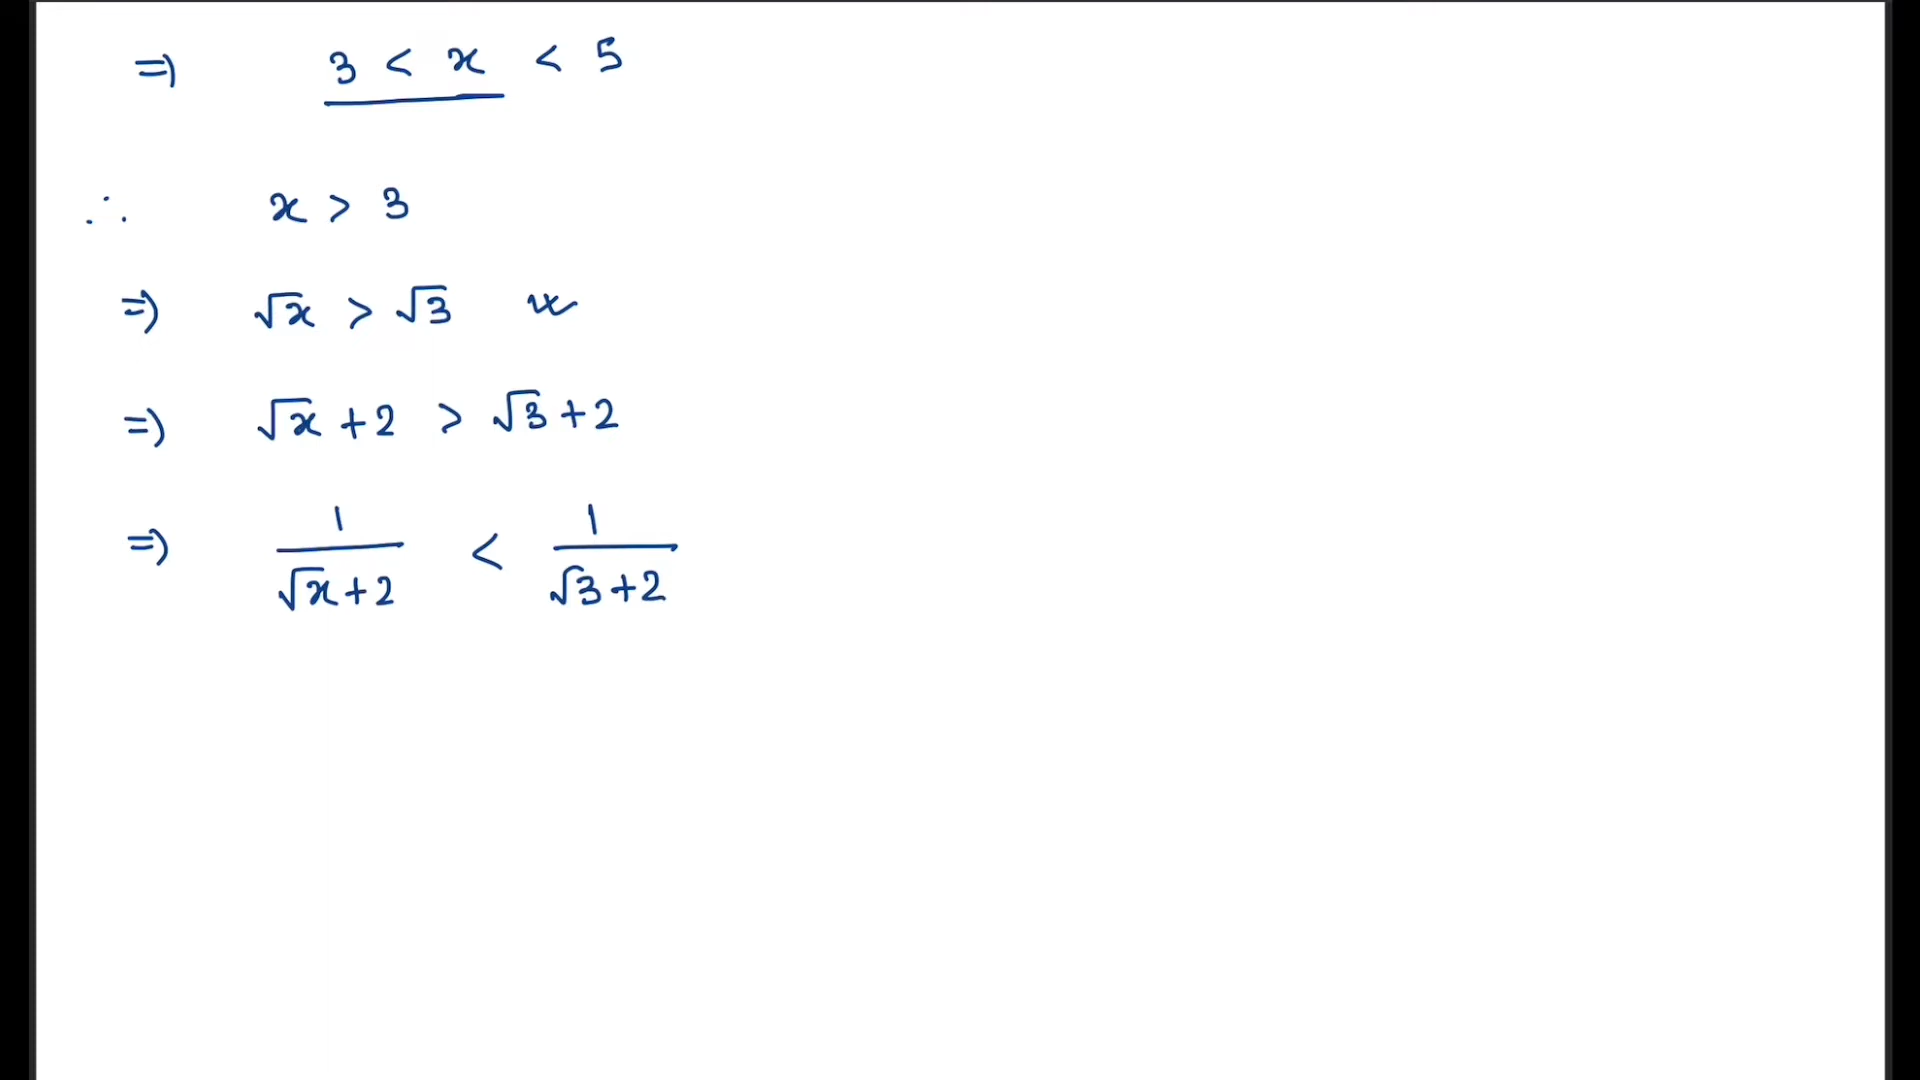 ⇒ 3 < x < 5
∴ x > 3
⇒ √x > √3
⇒ √x + 2 > √3 + 2
⇒ 1/(√x + 2) < 1/(√3 + 2)